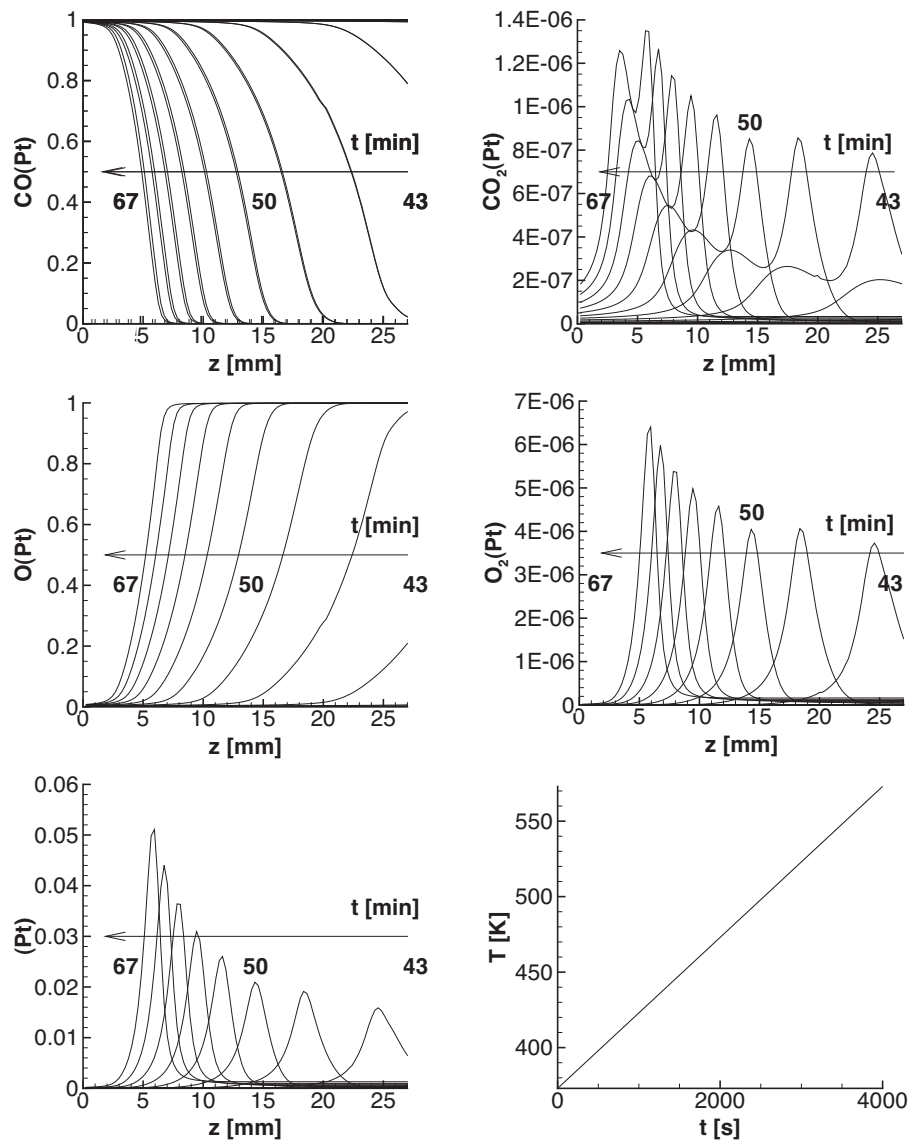 1
0.8
0.6
0.4
0.2
0
CO(Pt)
t [min]
67
50
43
0 5 10 15 20 25
z [mm]
1.4E-06
1.2E-06
1E-06
8E-07
6E-07
4E-07
2E-07
0
CO₂(Pt)
50
t [min]
67
43
0 5 10 15 20 25
z [mm]
1
0.8
0.6
0.4
0.2
0
O(Pt)
t [min]
67
50
43
0 5 10 15 20 25
z [mm]
7E-06
6E-06
5E-06
4E-06
3E-06
2E-06
1E-06
0
O₂(Pt)
50
t [min]
67
43
0 5 10 15 20 25
z [mm]
0.06
0.05
0.04
0.03
0.02
0.01
0
(Pt)
t [min]
67
50
43
0 5 10 15 20 25
z [mm]
550
500
450
400
T [K]
0 2000 4000
t [s]